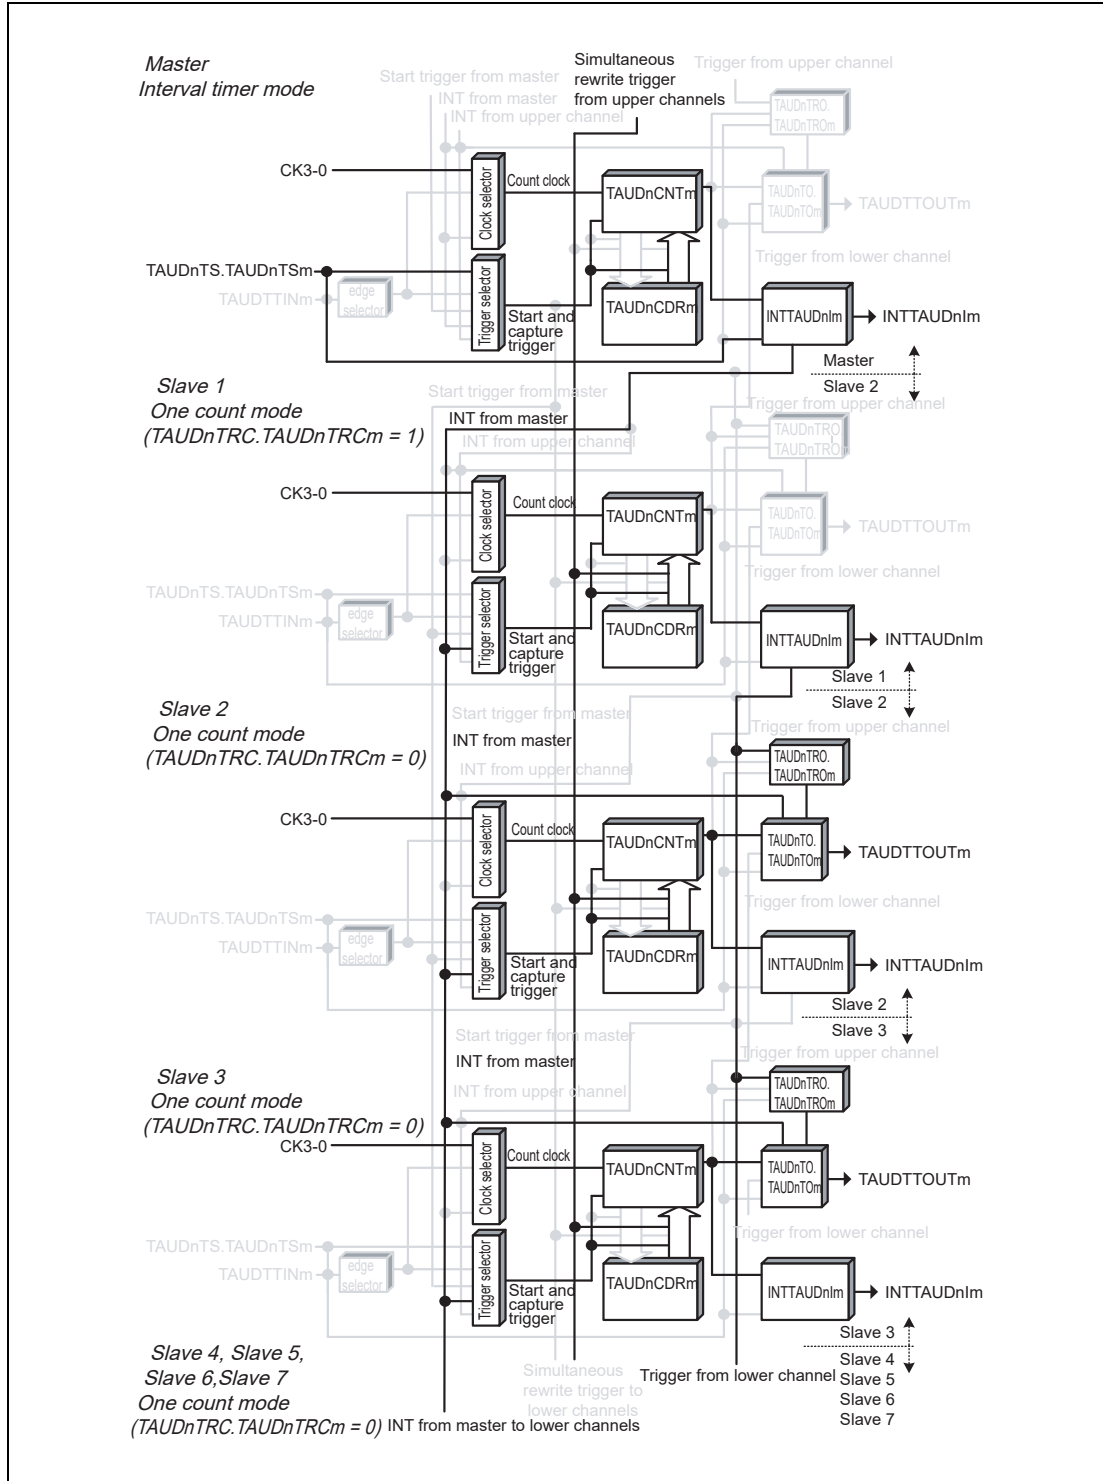 Master
Interval timer mode
Start trigger from master
INT from master
INT from upper channel
Simultaneous
rewrite trigger
from upper channels
Trigger from upper channel
TAUDnTRO.
TAUDnTROm
CK3-0
Clock selector
Count clock
TAUDnCNTm
TAUDnTO.
TAUDnTOm
TAUDTTOUTm
Trigger from lower channel
TAUDnTS.TAUDnTSm
TAUDTTINm
edge
selector
Trigger selector
Start and
capture
trigger
TAUDnCDRm
INTTAUDnIm
INTTAUDnIm
Master
Slave 2
Slave 1
One count mode
(TAUDnTRC.TAUDnTRCm = 1)
Start trigger from master
INT from master
INT from upper channel
Trigger from upper channel
TAUDnTRO
TAUDnTRO
CK3-0
Clock selector
Count clock
TAUDnCNTm
TAUDnTO.
TAUDnTOm
TAUDTTOUTm
Trigger from lower channel
TAUDnTS.TAUDnTSm
TAUDTTINm
edge
selector
Trigger selector
Start and
capture
trigger
TAUDnCDRm
INTTAUDnIm
INTTAUDnIm
Slave 1
Slave 2
Slave 2
One count mode
(TAUDnTRC.TAUDnTRCm = 0)
Start trigger from master
INT from master
INT from upper channel
Trigger from upper channel
TAUDnTRO.
TAUDnTROm
CK3-0
Clock selector
Count clock
TAUDnCNTm
TAUDnTO.
TAUDnTOm
TAUDTTOUTm
Trigger from lower channel
TAUDnTS.TAUDnTSm
TAUDTTINm
edge
selector
Trigger selector
Start and
capture
trigger
TAUDnCDRm
INTTAUDnIm
INTTAUDnIm
Slave 2
Slave 3
Slave 3
One count mode
(TAUDnTRC.TAUDnTRCm = 0)
Start trigger from master
INT from master
INT from upper channel
Trigger from upper channel
TAUDnTRO.
TAUDnTROm
CK3-0
Clock selector
Count clock
TAUDnCNTm
TAUDnTO.
TAUDnTOm
TAUDTTOUTm
Trigger from lower channel
TAUDnTS.TAUDnTSm
TAUDTTINm
edge
selector
Trigger selector
Start and
capture
trigger
TAUDnCDRm
INTTAUDnIm
INTTAUDnIm
Slave 3
Slave 4
Slave 5
Slave 6
Slave 7
Slave 4, Slave 5,
Slave 6,Slave 7
One count mode
(TAUDnTRC.TAUDnTRCm = 0)
INT from master to lower channels
Simultaneous
rewrite trigger to
lower channels
Trigger from lower channel